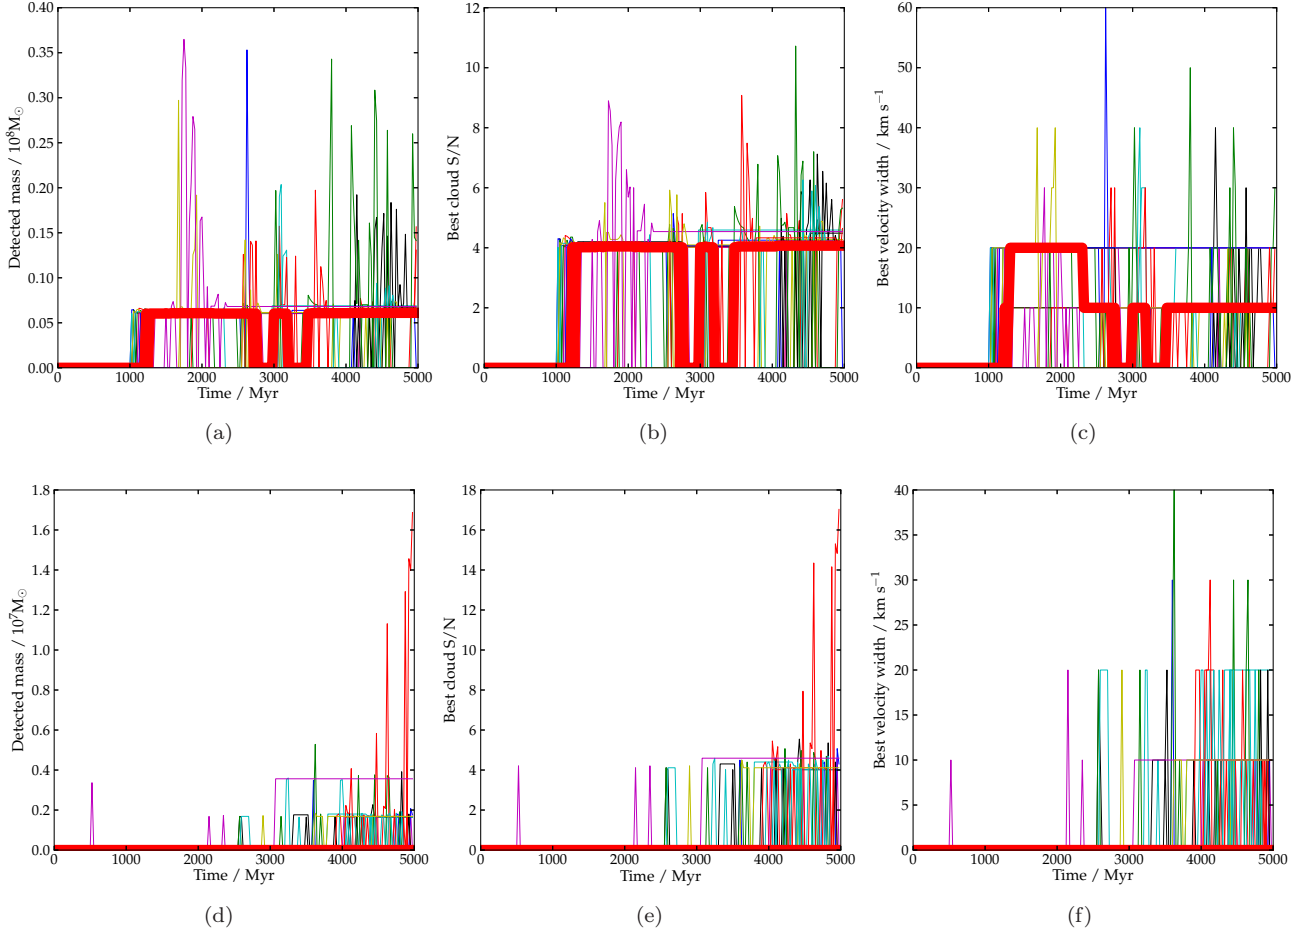 0.40
0.35
0.30
0.25
0.20
0.15
0.10
0.05
0.00
Detected mass / 10⁸M⊙
0 1000 2000 3000 4000 5000
Time / Myr
(a)
12
10
8
6
4
2
0
Best cloud S/N
0 1000 2000 3000 4000 5000
Time / Myr
(b)
60
50
40
30
20
10
0
Best velocity width / km s⁻¹
0 1000 2000 3000 4000 5000
Time / Myr
(c)
1.8
1.6
1.4
1.2
1.0
0.8
0.6
0.4
0.2
0.0
Detected mass / 10⁷M⊙
0 1000 2000 3000 4000 5000
Time / Myr
(d)
18
16
14
12
10
8
6
4
2
0
Best cloud S/N
0 1000 2000 3000 4000 5000
Time / Myr
(e)
40
35
30
25
20
15
10
5
0
Best velocity width / km s⁻¹
0 1000 2000 3000 4000 5000
Time / Myr
(f)